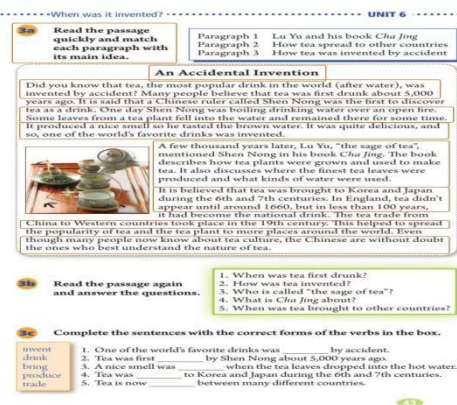 When was it invented?
UNIT 6
3a
Read the passage
quickly and match
each paragraph with
its main idea.
Paragraph 1 Lu Yu and his book Cha Jing
Paragraph 2 How tea spread to other countries
Paragraph 3 How tea was invented by accident
An Accidental Invention
Did you know that tea, the most popular drink in the world (after water), was
invented by accident? Many people believe that tea was first drunk about 5,000
years ago. It is said that a Chinese ruler called Shen Nong was the first to discover
tea as a drink. One day Shen Nong was boiling drinking water over an open fire.
Some leaves from a tea plant fell into the water and remained there for some time.
It produced a nice smell so he tasted the brown water. It was quite delicious, and
so, one of the world's favorite drinks was invented.
A few thousand years later, Lu Yu, "the sage of tea",
mentioned Shen Nong in his book Cha Jing. The book
describes how tea plants were grown and used to make
tea. It also discusses where the finest tea leaves were
produced and what kinds of water were used.
It is believed that tea was brought to Korea and Japan
during the 6th and 7th centuries. In England, tea didn't
appear until around 1660, but in less than 100 years,
it had become the national drink. The tea trade from
China to Western countries took place in the 19th century. This helped to spread
the popularity of tea and the tea plant to more places around the world. Even
though many people now know about tea culture, the Chinese are without doubt
the ones who best understand the nature of tea.
3b
Read the passage again
and answer the questions.
1. When was tea first drunk?
2. How was tea invented?
3. Who is called "the sage of tea"?
4. What is Cha Jing about?
5. When was tea brought to other countries?
3c
Complete the sentences with the correct forms of the verbs in the box.
invent
drink
bring
produce
trade
1. One of the world's favorite drinks was ________ by accident.
2. Tea was first ________ by Shen Nong about 5,000 years ago.
3. A nice smell was ________ when the tea leaves dropped into the hot water.
4. Tea was ________ to Korea and Japan during the 6th and 7th centuries.
5. Tea is now ________ between many different countries.